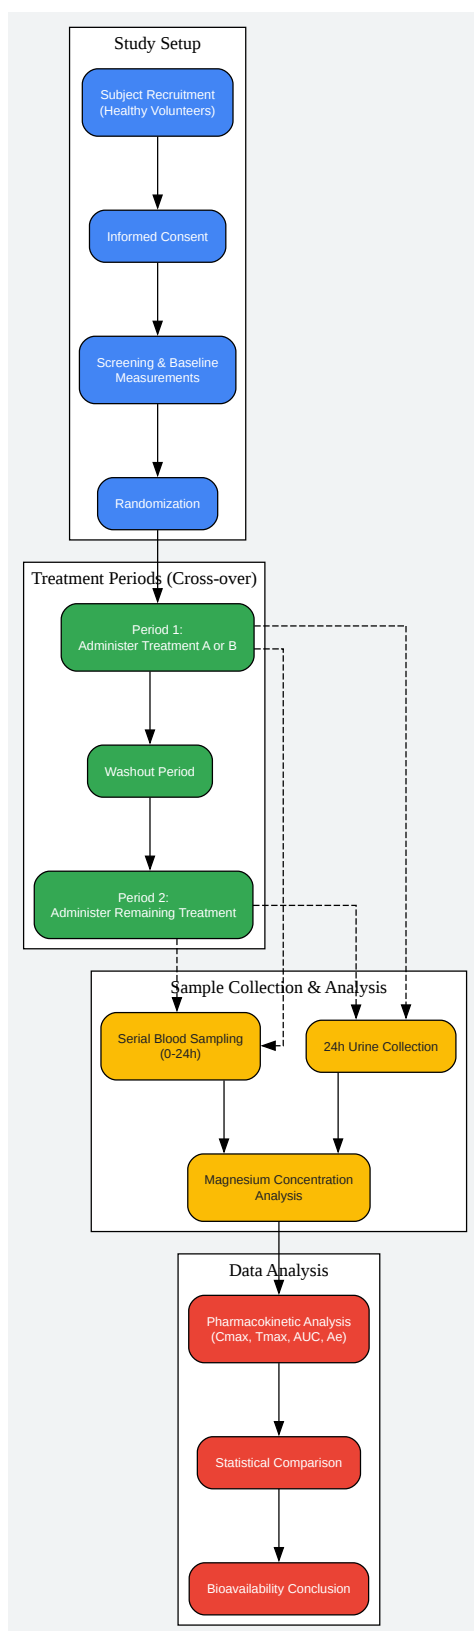 Study Setup
Subject Recruitment
(Healthy Volunteers)
Informed Consent
Screening & Baseline
Measurements
Randomization
Treatment Periods (Cross-over)
Period 1:
Administer Treatment A or B
Washout Period
Period 2:
Administer Remaining Treatment
Sample Collection & Analysis
Serial Blood Sampling
(0-24h)
24h Urine Collection
Magnesium Concentration
Analysis
Data Analysis
Pharmacokinetic Analysis
(Cmax, Tmax, AUC, Ae)
Statistical Comparison
Bioavailability Conclusion